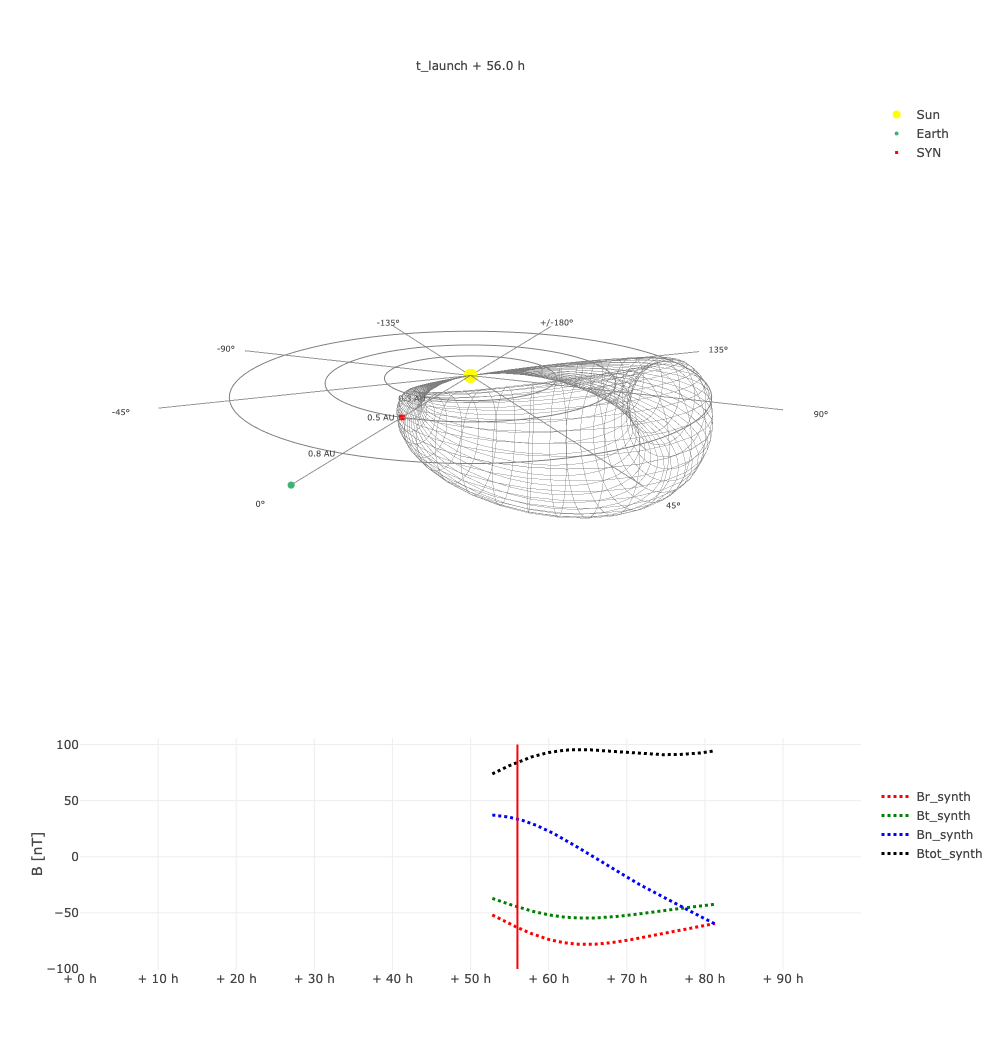 t_launch + 56.0 h
Sun
Earth
SYN
-135°
+/-180°
-90°
135°
0.3 AU
-45°
0.5 AU
90°
0.8 AU
0°
45°
B [nT]
100
50
0
−50
−100
+ 0 h
+ 10 h
+ 20 h
+ 30 h
+ 40 h
+ 50 h
+ 60 h
+ 70 h
+ 80 h
+ 90 h
Br_synth
Bt_synth
Bn_synth
Btot_synth